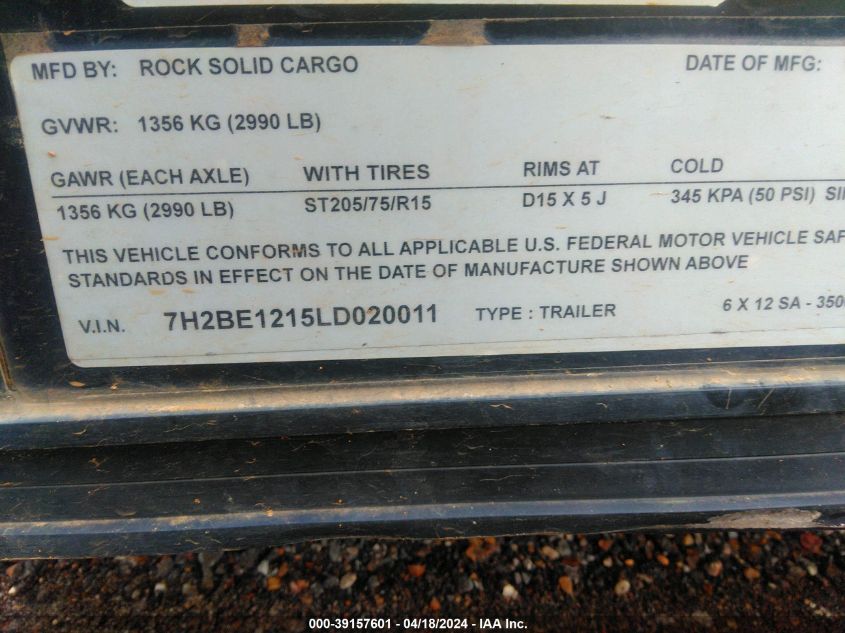 MFD BY: ROCK SOLID CARGO DATE OF MFG:
GVWR: 1356 KG (2990 LB)
GAWR (EACH AXLE) WITH TIRES RIMS AT COLD
1356 KG (2990 LB) ST205/75/R15 D15 X 5 J 345 KPA (50 PSI)
THIS VEHICLE CONFORMS TO ALL APPLICABLE U.S. FEDERAL MOTOR VEHICLE
STANDARDS IN EFFECT ON THE DATE OF MANUFACTURE SHOWN ABOVE
V.I.N. 7H2BE1215LD020011 TYPE : TRAILER 6 X 12 SA -
000-39157601 - 04/18/2024 - IAA Inc.